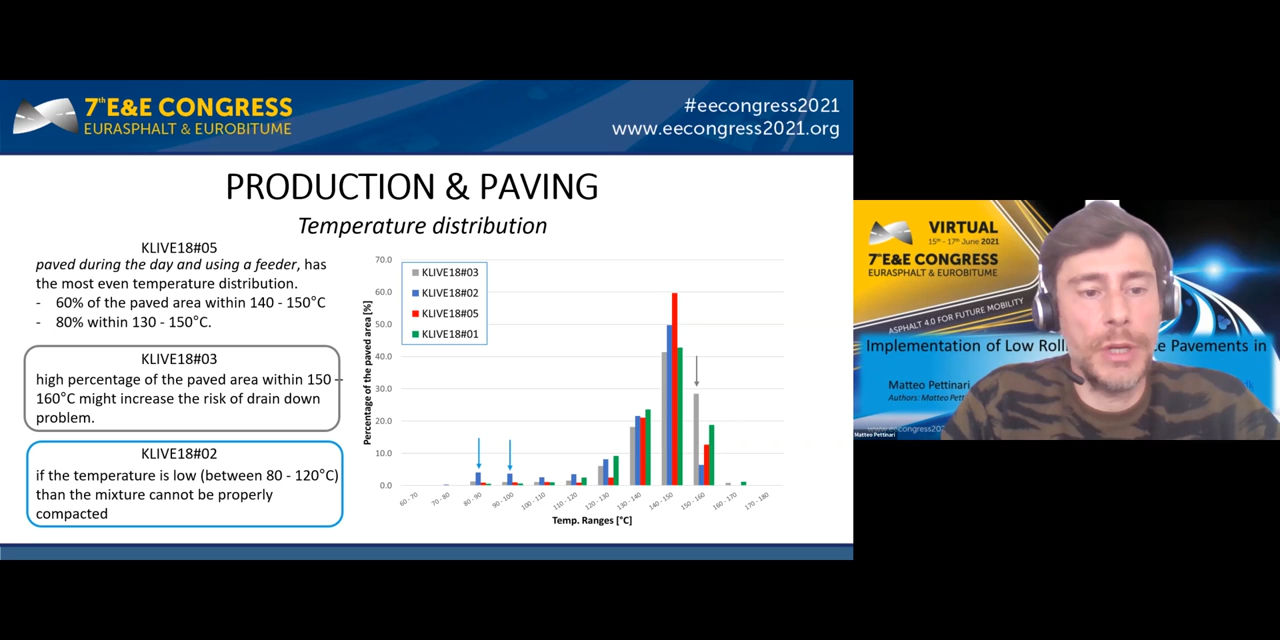 7th E&E CONGRESS
EURASPHALT & EUROBITUME
#eecongress2021
www.eecongress2021.org
PRODUCTION & PAVING
Temperature distribution
KLIVE18#05
paved during the day and using a feeder, has
the most even temperature distribution.
- 60% of the paved area within 140 - 150°C
- 80% within 130 - 150°C.
KLIVE18#03
high percentage of the paved area within 150 –
160°C might increase the risk of drain down
problem.
KLIVE18#02
if the temperature is low (between 80 - 120°C)
than the mixture cannot be properly
compacted
Percentage of the paved area [%]
70.0
60.0
50.0
40.0
30.0
20.0
10.0
0.0
KLIVE18#03
KLIVE18#02
KLIVE18#05
KLIVE18#01
60 - 70
70 - 80
80 - 90
90 - 100
100 - 110
110 - 120
120 - 130
130 - 140
140 - 150
150 - 160
160 - 170
170 - 180
Temp. Ranges [°C]
VIRTUAL
15th - 17th June 2021
7th E&E CONGRESS
EURASPHALT & EUROBITUME
ASPHALT 4.0 FOR FUTURE MOBILITY
Implementation of Low Pavements in
Matteo Pettinari
Authors: Matteo
Matteo Pettinari